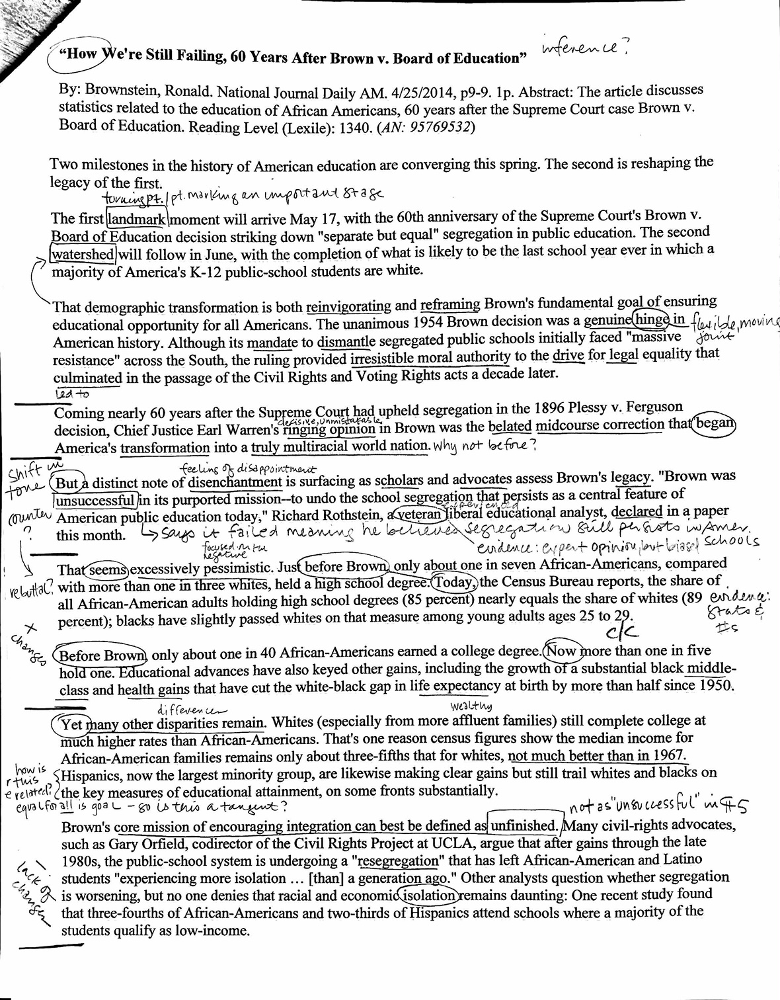 "How We're Still Failing, 60 Years After Brown v. Board of Education" inference?
By: Brownstein, Ronald. National Journal Daily AM. 4/25/2014, p9-9. 1p. Abstract: The article discusses
statistics related to the education of African Americans, 60 years after the Supreme Court case Brown v.
Board of Education. Reading Level (Lexile): 1340. (AN: 95769532)
Two milestones in the history of American education are converging this spring. The second is reshaping the
legacy of the first.
turning pt. / pt. marking an important stage
The first landmark moment will arrive May 17, with the 60th anniversary of the Supreme Court's Brown v.
Board of Education decision striking down "separate but equal" segregation in public education. The second
watershed will follow in June, with the completion of what is likely to be the last school year ever in which a
majority of America's K-12 public-school students are white.
That demographic transformation is both reinvigorating and reframing Brown's fundamental goal of ensuring
educational opportunity for all Americans. The unanimous 1954 Brown decision was a genuine hinge in flexible, moving
American history. Although its mandate to dismantle segregated public schools initially faced "massive joint
resistance" across the South, the ruling provided irresistible moral authority to the drive for legal equality that
culminated in the passage of the Civil Rights and Voting Rights acts a decade later.
led to
Coming nearly 60 years after the Supreme Court had upheld segregation in the 1896 Plessy v. Ferguson
decisive, unmistakable
decision, Chief Justice Earl Warren's ringing opinion in Brown was the belated midcourse correction that began
America's transformation into a truly multiracial world nation. why not before?
shift in
tone
feeling of disappointment
But a distinct note of disenchantment is surfacing as scholars and advocates assess Brown's legacy. "Brown was
unsuccessful in its purported mission--to undo the school segregation that persists as a central feature of
experienced
counter
?
American public education today," Richard Rothstein, a veteran liberal educational analyst, declared in a paper
this month. says it failed meaning he believes segregation still persists in Amer.
schools
evidence: expert opinion, but biased
focused on the
negative
That seems excessively pessimistic. Just before Brown, only about one in seven African-Americans, compared
rebuttal? with more than one in three whites, held a high school degree. Today, the Census Bureau reports, the share of
all African-American adults holding high school degrees (85 percent) nearly equals the share of whites (89 evidence:
stats &
#s
percent); blacks have slightly passed whites on that measure among young adults ages 25 to 29.
c/c
changes
Before Brown, only about one in 40 African-Americans earned a college degree. Now more than one in five
hold one. Educational advances have also keyed other gains, including the growth of a substantial black middle-
class and health gains that have cut the white-black gap in life expectancy at birth by more than half since 1950.
difference wealthy
Yet many other disparities remain. Whites (especially from more affluent families) still complete college at
much higher rates than African-Americans. That's one reason census figures show the median income for
African-American families remains only about three-fifths that for whites, not much better than in 1967.
how is
this
related?
Hispanics, now the largest minority group, are likewise making clear gains but still trail whites and blacks on
the key measures of educational attainment, on some fronts substantially.
equal for all is goal - so is this a tangent?
not as "unsuccessful" in #5
Brown's core mission of encouraging integration can best be defined as unfinished. Many civil-rights advocates,
such as Gary Orfield, codirector of the Civil Rights Project at UCLA, argue that after gains through the late
1980s, the public-school system is undergoing a "resegregation" that has left African-American and Latino
students "experiencing more isolation ... [than] a generation ago." Other analysts question whether segregation
is worsening, but no one denies that racial and economic isolation remains daunting: One recent study found
that three-fourths of African-Americans and two-thirds of Hispanics attend schools where a majority of the
students qualify as low-income.
lack of
changes